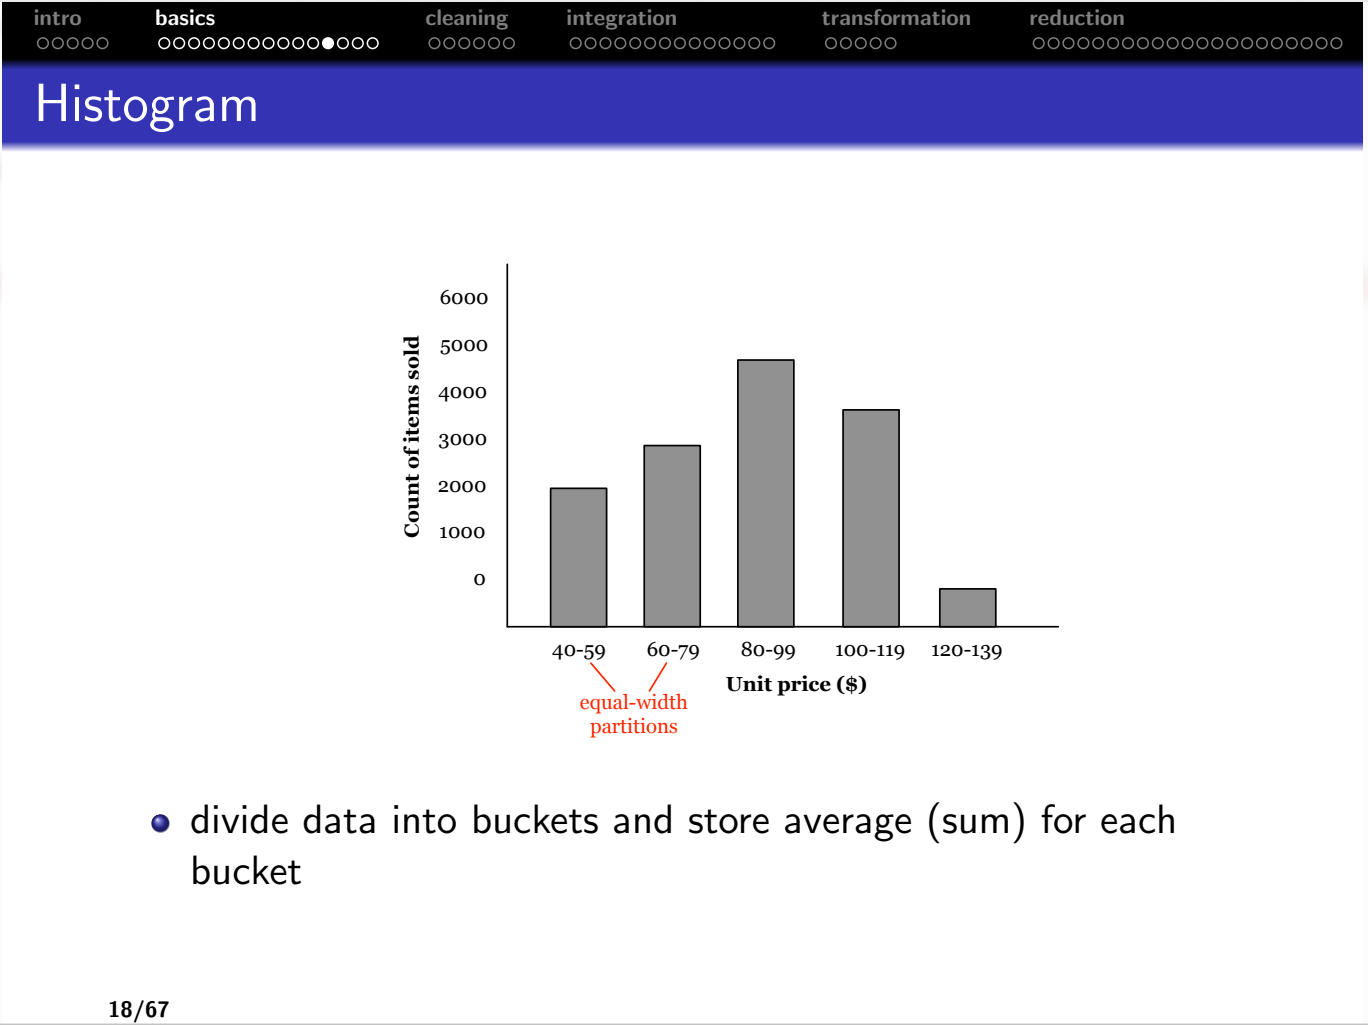 intro basics cleaning integration transformation reduction
Histogram
6000
5000
4000
3000
2000
1000
0
Count of items sold
40-59 60-79 80-99 100-119 120-139
Unit price ($)
equal-width
partitions
divide data into buckets and store average (sum) for each
bucket
18/67